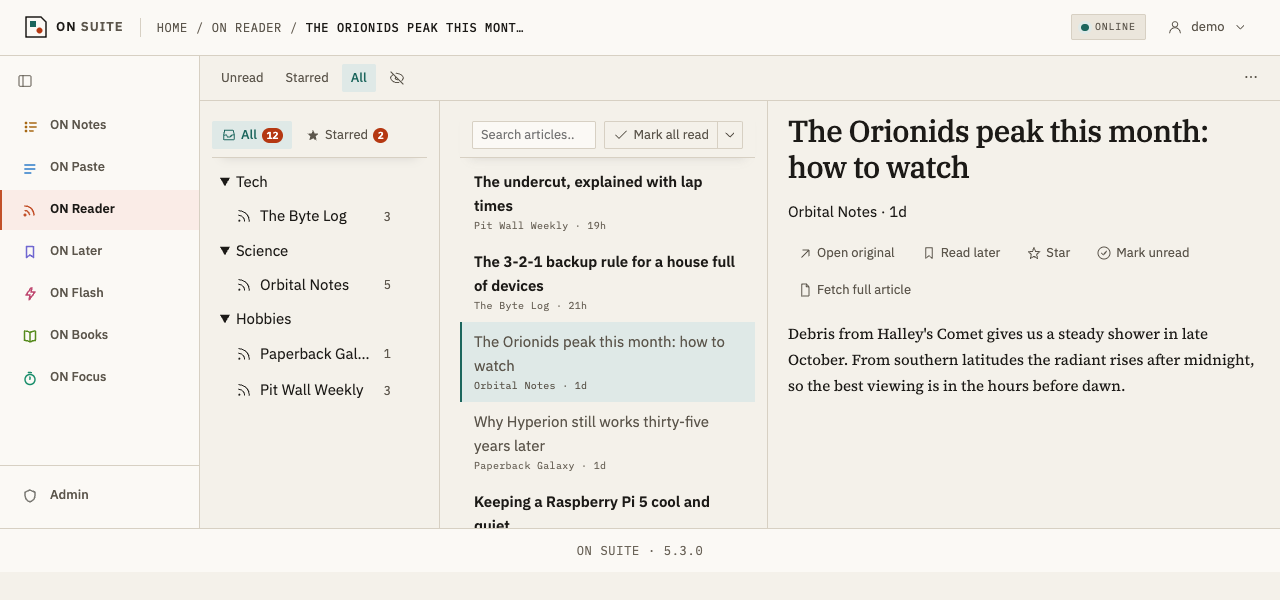 ON SUITE
HOME / ON READER / THE ORIONIDS PEAK THIS MONT…
ONLINE
demo
Unread
Starred
All
...
ON Notes
ON Paste
ON Reader
ON Later
ON Flash
ON Books
ON Focus
Admin
All 12
Starred 2
Tech
The Byte Log 3
Science
Orbital Notes 5
Hobbies
Paperback Gal… 1
Pit Wall Weekly 3
Search articles..
Mark all read
The undercut, explained with lap
times
Pit Wall Weekly · 19h
The 3-2-1 backup rule for a house full
of devices
The Byte Log · 21h
The Orionids peak this month: how to
watch
Orbital Notes · 1d
Why Hyperion still works thirty-five
years later
Paperback Galaxy · 1d
Keeping a Raspberry Pi 5 cool and
quiet
The Orionids peak this month:
how to watch
Orbital Notes · 1d
Open original
Read later
Star
Mark unread
Fetch full article
Debris from Halley's Comet gives us a steady shower in late
October. From southern latitudes the radiant rises after midnight,
so the best viewing is in the hours before dawn.
ON SUITE · 5.3.0